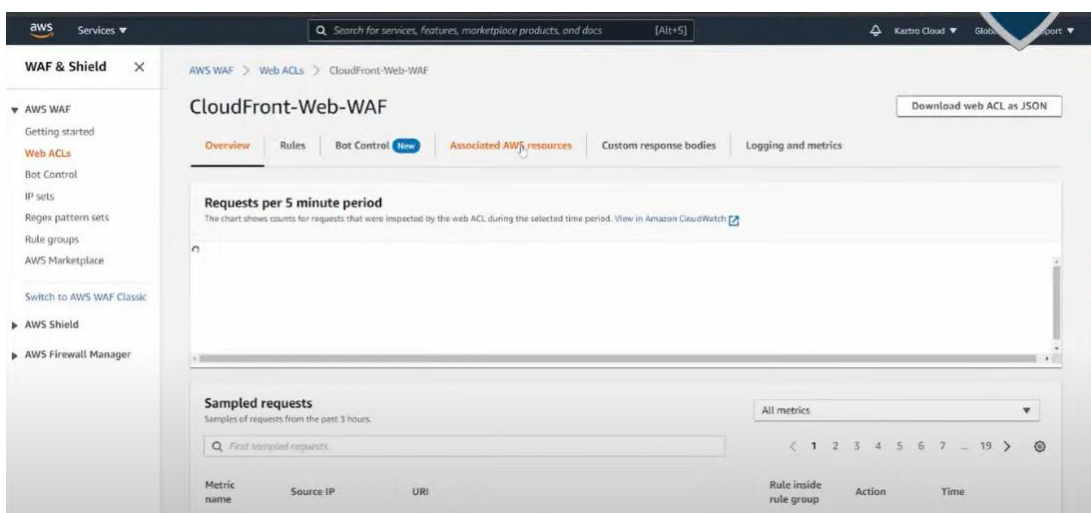 aws Services ▼ Search for services, features, marketplace products, and docs [Alt+S] Kaztro Cloud ▼
WAF & Shield
AWS WAF > Web ACLs > CloudFront-Web-WAF
CloudFront-Web-WAF
Download web ACL as JSON
AWS WAF
Getting started
Web ACLs
Bot Control
IP sets
Regex pattern sets
Rule groups
AWS Marketplace
Switch to AWS WAF Classic
AWS Shield
AWS Firewall Manager
Overview Rules Bot Control New Associated AWS resources Custom response bodies Logging and metrics
Requests per 5 minute period
The chart shows counts for requests that were inspected by the web ACL during the selected time period. View in Amazon CloudWatch
Sampled requests
Samples of requests from the past 3 hours.
All metrics
Find sampled requests
< 1 2 3 4 5 6 7 ... 19 >
Metric name Source IP URI Rule inside rule group Action Time